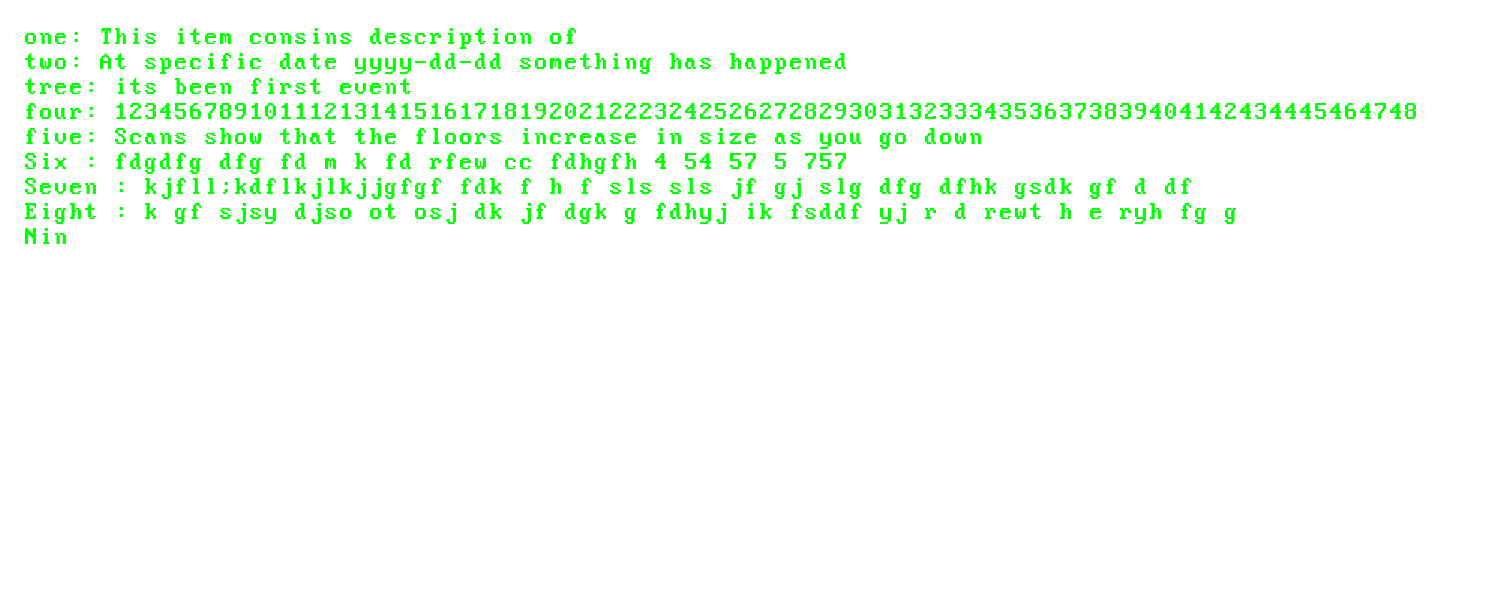 one: This item consins description of
two: At specific date yyyy-dd-dd something has happened
tree: its been first event
four: 123456789101112131415161718192021222324252627282930313233343536373839404142434445464748
five: Scans show that the floors increase in size as you go down
Six : fdgdfg dfg fd m k fd rfew cc fdhgfh 4 54 57 5 757
Seven : kjfll;kdflkjlkjjgfgf fdk f h f sls sls jf gj slg dfg dfhk gsdk gf d df
Eight : k gf sjsy djso ot osj dk jf dgk g fdhyj ik fsddf yj r d rewt h e ryh fg g
Nin